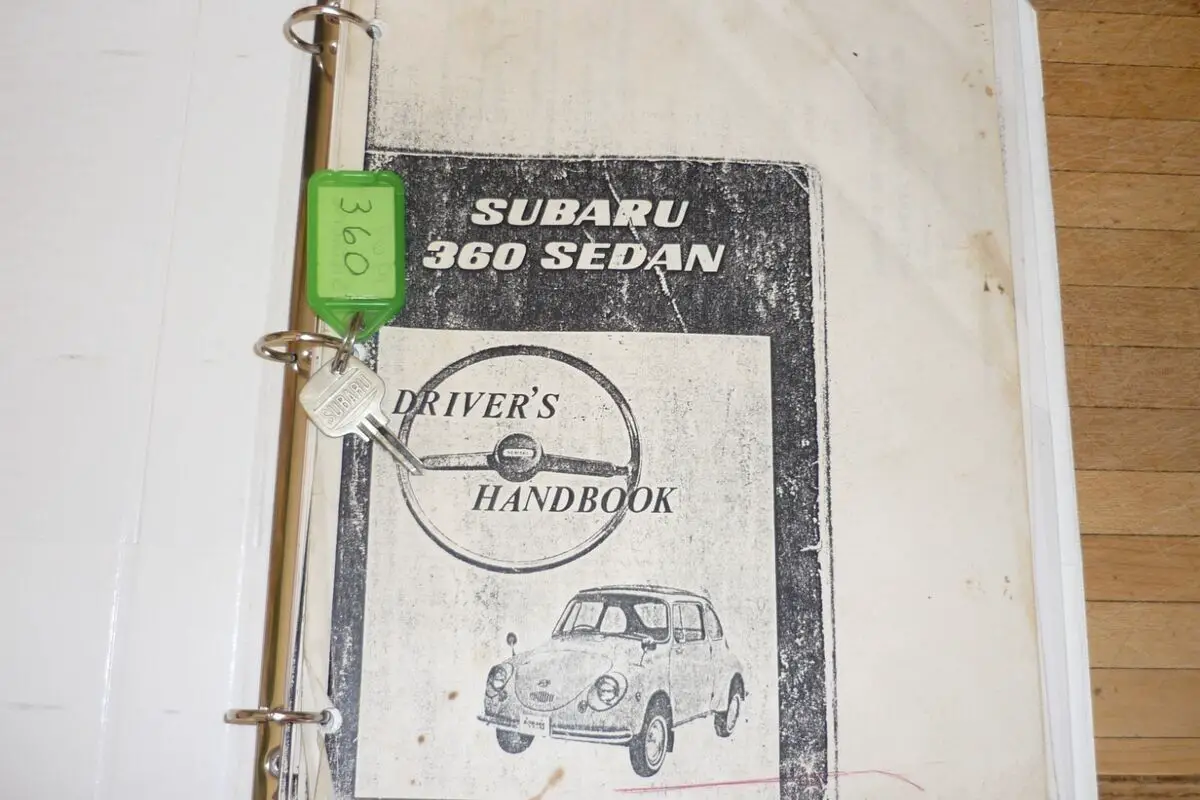 SUBARU
360 SEDAN
360
DRIVER'S
SUBARU
HANDBOOK